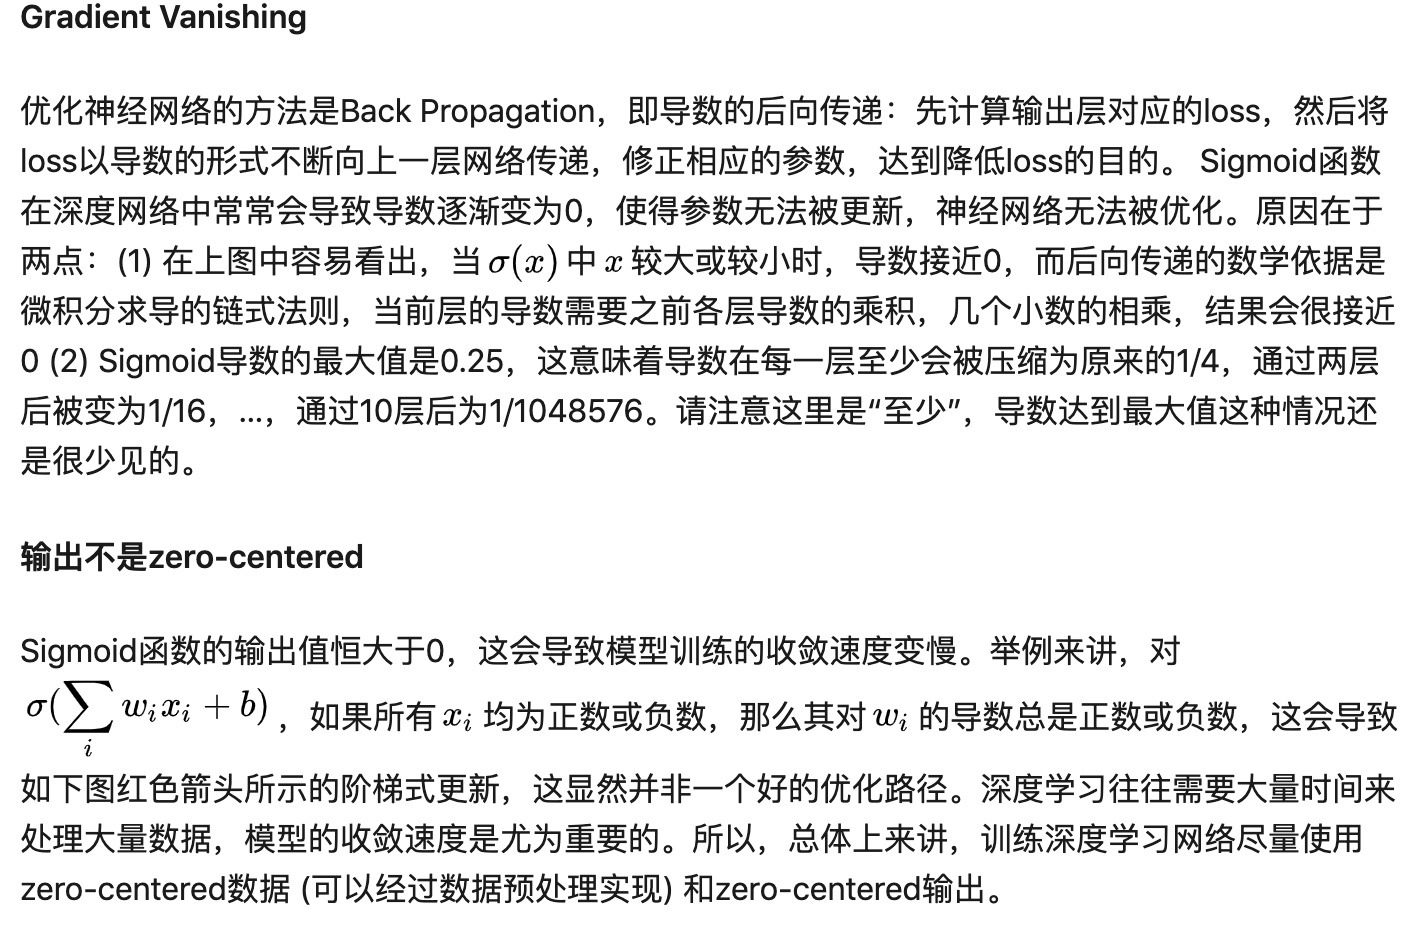 Gradient Vanishing
优化神经网络的方法是Back Propagation，即导数的后向传递：先计算输出层对应的loss，然后将
loss以导数的形式不断向上一层网络传递，修正相应的参数，达到降低loss的目的。 Sigmoid函数
在深度网络中常常会导致导数逐渐变为0，使得参数无法被更新，神经网络无法被优化。原因在于
两点：(1) 在上图中容易看出，当 σ(x) 中 x 较大或较小时，导数接近0，而后向传递的数学依据是
微积分求导的链式法则，当前层的导数需要之前各层导数的乘积，几个小数的相乘，结果会很接近
0 (2) Sigmoid导数的最大值是0.25，这意味着导数在每一层至少会被压缩为原来的1/4，通过两层
后被变为1/16，…，通过10层后为1/1048576。请注意这里是“至少”，导数达到最大值这种情况还
是很少见的。
输出不是zero-centered
Sigmoid函数的输出值恒大于0，这会导致模型训练的收敛速度变慢。举例来讲，对
σ(∑_i w_i x_i + b) ，如果所有 x_i 均为正数或负数，那么其对 w_i 的导数总是正数或负数，这会导致
如下图红色箭头所示的阶梯式更新，这显然并非一个好的优化路径。深度学习往往需要大量时间来
处理大量数据，模型的收敛速度是尤为重要的。所以，总体上来讲，训练深度学习网络尽量使用
zero-centered数据 (可以经过数据预处理实现) 和zero-centered输出。